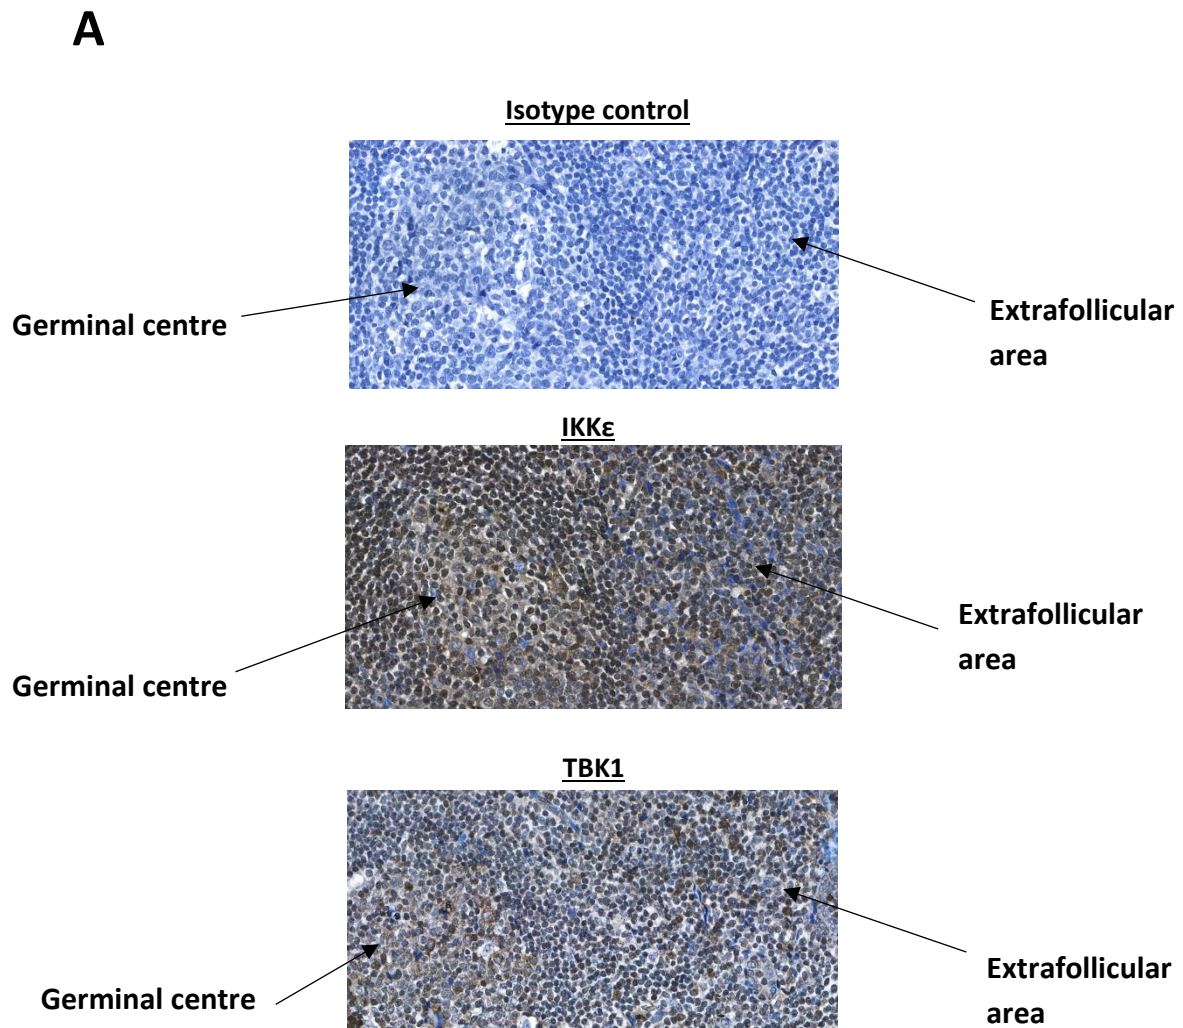 A
Isotype control
Germinal centre
Extrafollicular
area
IKKε
Germinal centre
Extrafollicular
area
TBK1
Germinal centre
Extrafollicular
area